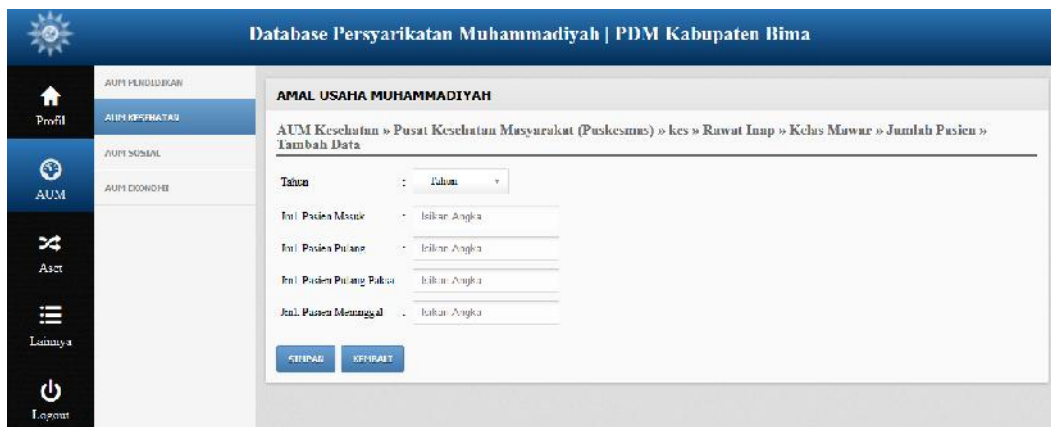 Database Persyarikatan Muhammadiyah | PDM Kabupaten Bima
Profil
AUM
Aset
Lainnya
Logout
AUM PENDIDIKAN
AUM KESEHATAN
AUM SOSIAL
AUM EKONOMI
AMAL USAHA MUHAMMADIYAH
AUM Kesehatan » Pusat Kesehatan Masyarakat (Puskesmas) » kes » Rawat Inap » Kelas Mawar » Jumlah Pasien »
Tambah Data
Tahun : Tahun
Jml. Pasien Masuk : Isikan Angka
Jml. Pasien Pulang : Isikan Angka
Jml. Pasien Pulang Paksa Isikan Angka
Jml. Pasien Meninggal : Isikan Angka
SIMPAN KEMBALI